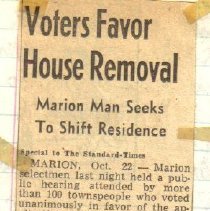 Voters Favor
House Removal
Marion Man Seeks
To Shift Residence
Special to The Standard-Times
MARION, Oct. 22 — Marion
selectmen last night held a pub-
lic hearing attended by more
than 100 townspeople who voted
unanimously in favor of the ap-